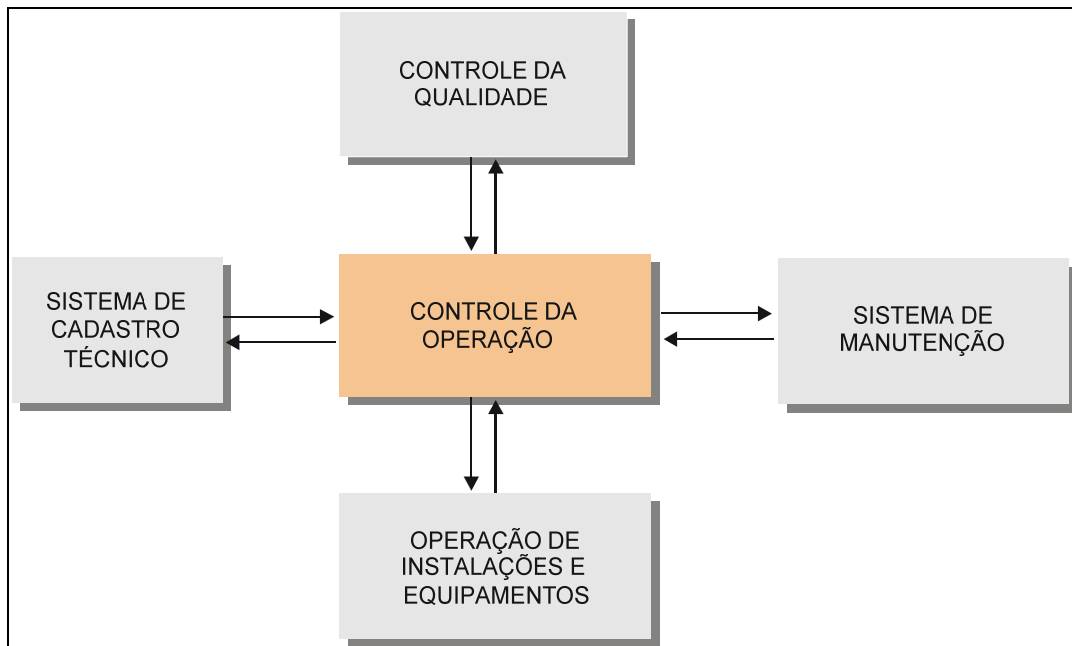 CONTROLE DA
QUALIDADE
SISTEMA DE
CADASTRO
TÉCNICO
CONTROLE DA
OPERAÇÃO
SISTEMA DE
MANUTENÇÃO
OPERAÇÃO DE
INSTALAÇÕES E
EQUIPAMENTOS